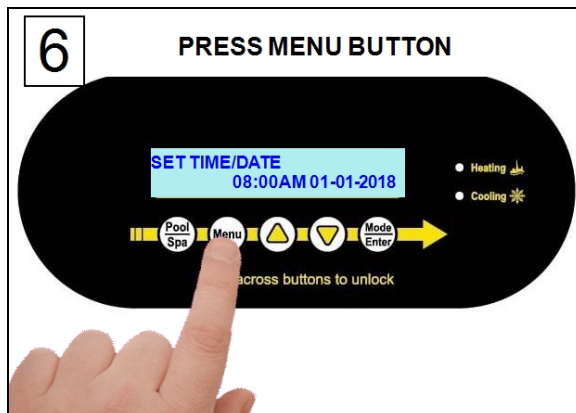 6
PRESS MENU BUTTON
SET TIME/DATE
08:00AM 01-01-2018
Heating
Cooling
Pool
Spa
Menu
Mode
Enter
across buttons to unlock